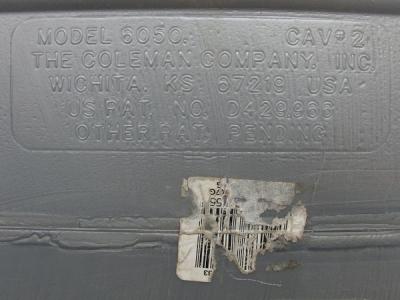 MODEL 6050. CAV# 2
THE COLEMAN COMPANY, INC.
WICHITA, KS 67219 USA
US PAT. NO. D429,966
OTHER PAT. PENDING